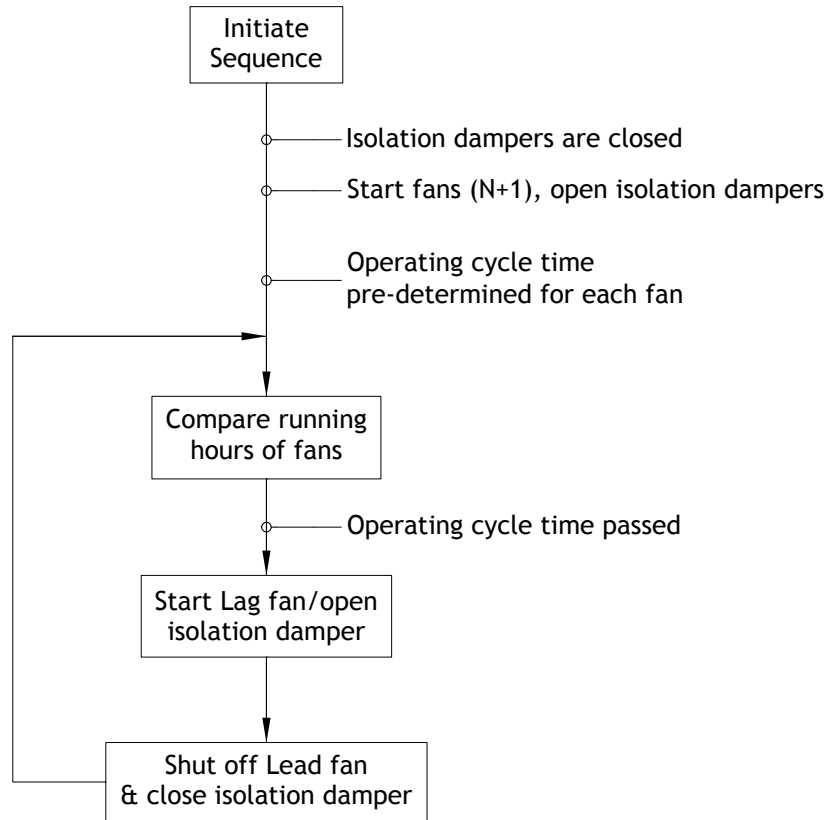 Initiate
Sequence
Isolation dampers are closed
Start fans (N+1), open isolation dampers
Operating cycle time
pre-determined for each fan
Compare running
hours of fans
Operating cycle time passed
Start Lag fan/open
isolation damper
Shut off Lead fan
& close isolation damper